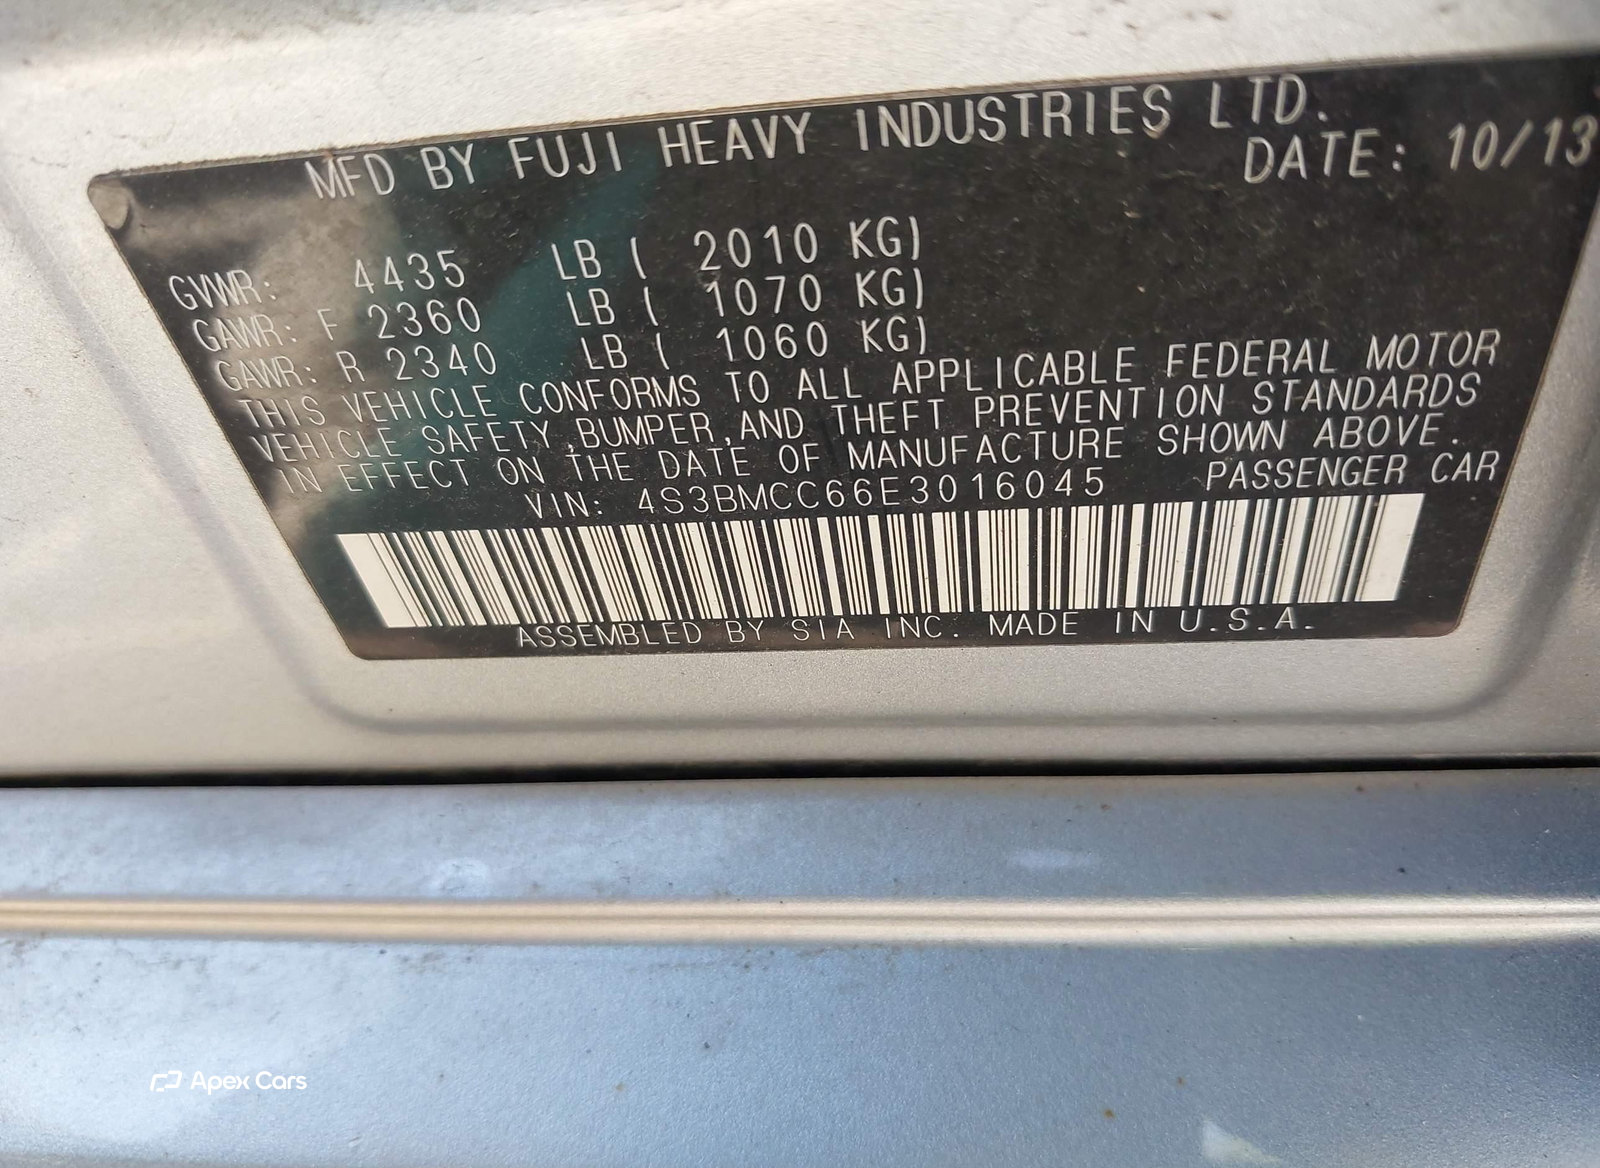 MFD BY FUJI HEAVY INDUSTRIES LTD.
DATE: 10/13
GVWR: 4435 LB ( 2010 KG)
GAWR: F 2360 LB ( 1070 KG)
GAWR: R 2340 LB ( 1060 KG)
THIS VEHICLE CONFORMS TO ALL APPLICABLE FEDERAL MOTOR
VEHICLE SAFETY,BUMPER,AND THEFT PREVENTION STANDARDS
IN EFFECT ON THE DATE OF MANUFACTURE SHOWN ABOVE.
VIN: 4S3BMCC66E3016045 PASSENGER CAR
ASSEMBLED BY SIA INC. MADE IN U.S.A.
Apex Cars